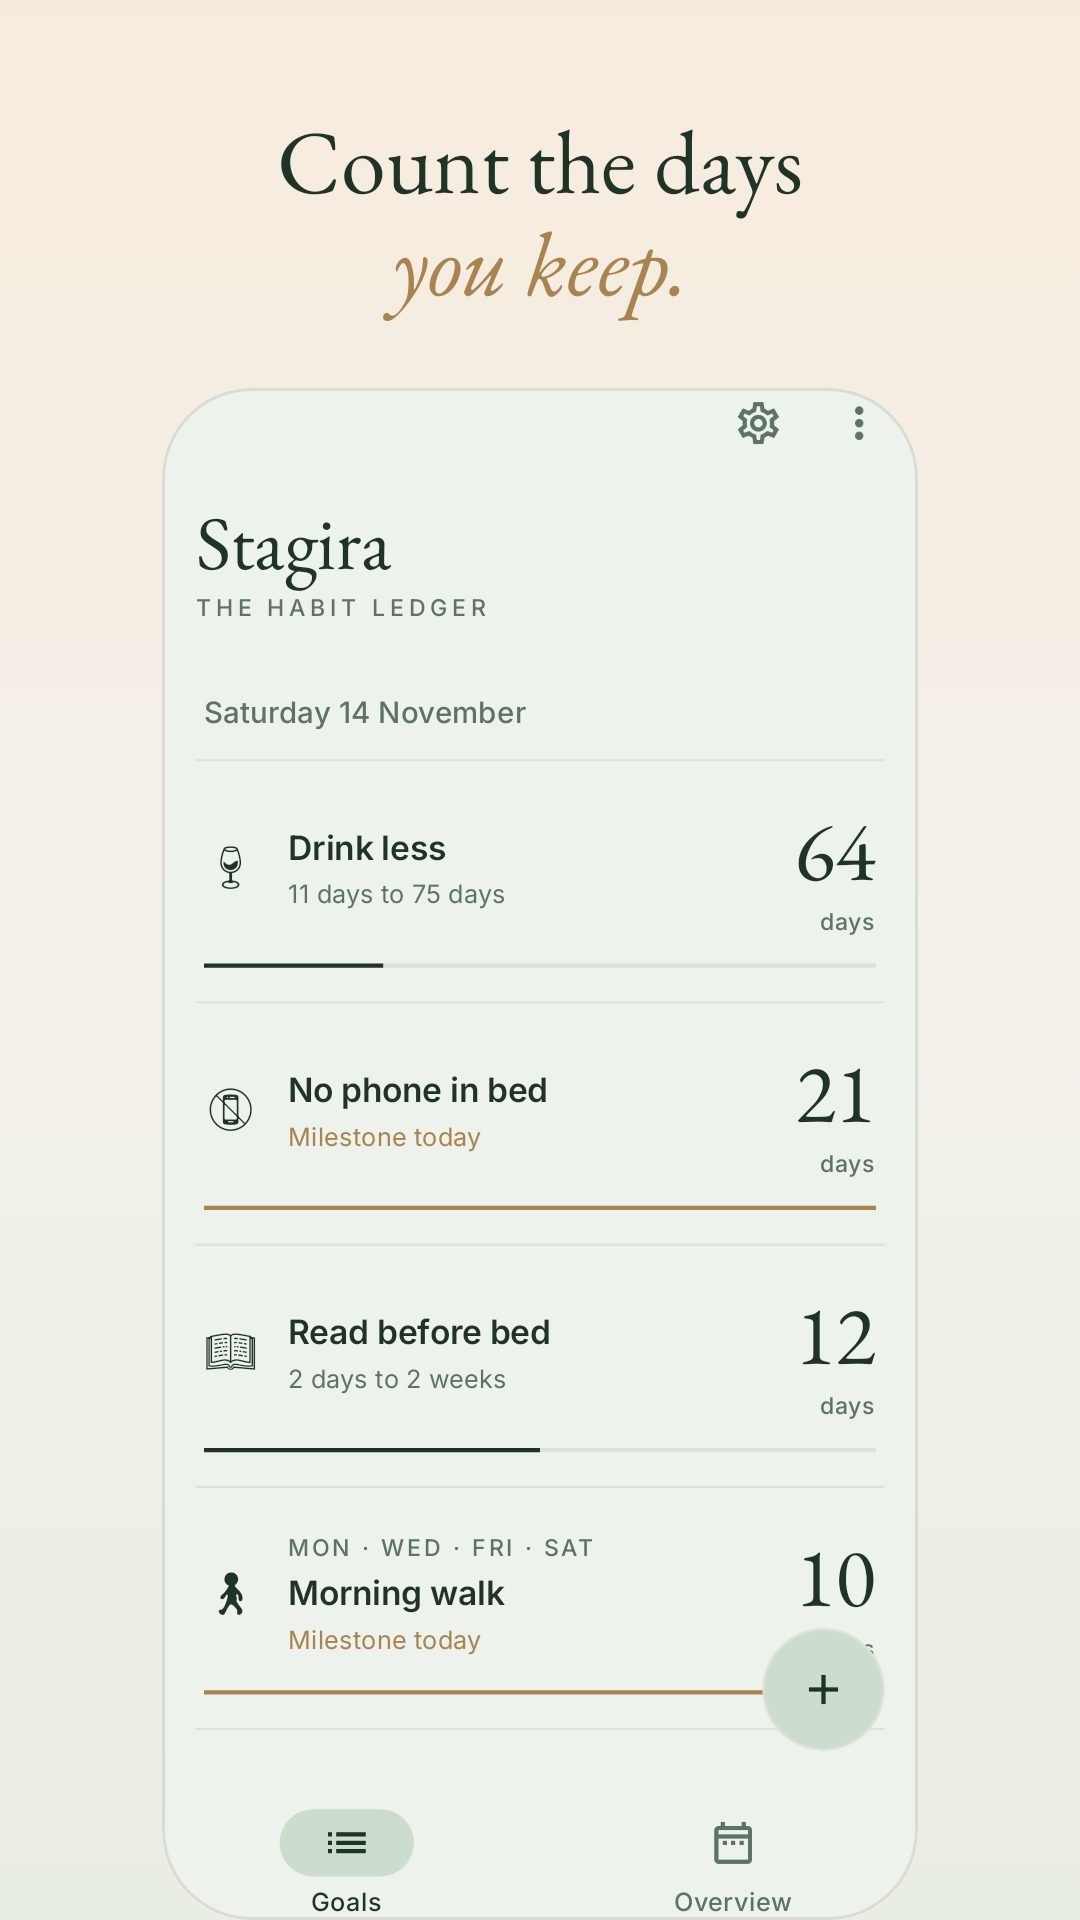 Count the days
you keep.
Stagira
THE HABIT LEDGER
Saturday 14 November
Drink less
11 days to 75 days
64
days
No phone in bed
Milestone today
21
days
Read before bed
2 days to 2 weeks
12
days
MON · WED · FRI · SAT
Morning walk
Milestone today
10
+
Goals
Overview